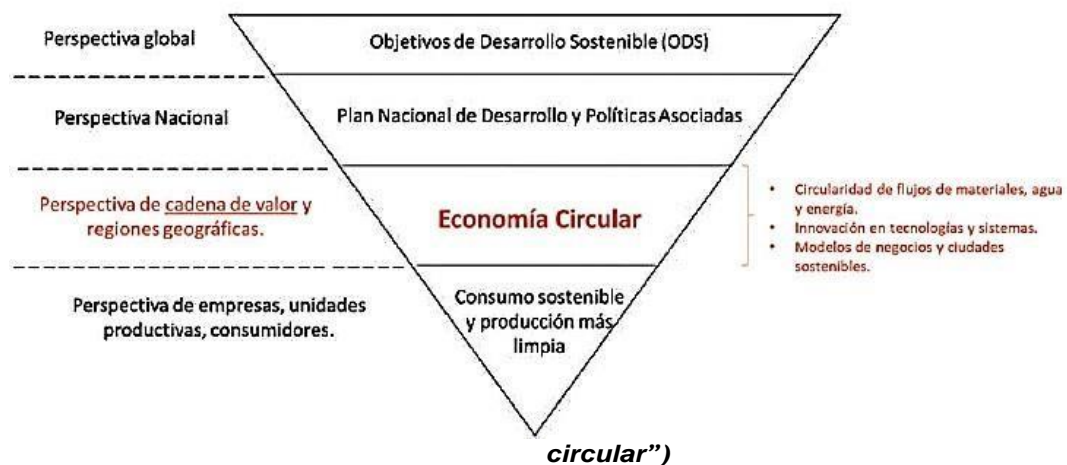 Perspectiva global
Objetivos de Desarrollo Sostenible (ODS)
Perspectiva Nacional
Plan Nacional de Desarrollo y Políticas Asociadas
Perspectiva de cadena de valor y
regiones geográficas.
Economía Circular
• Circularidad de flujos de materiales, agua
y energía.
• Innovación en tecnologías y sistemas.
• Modelos de negocios y ciudades
sostenibles.
Perspectiva de empresas, unidades
productivas, consumidores.
Consumo sostenible
y producción más
limpia
circular”)